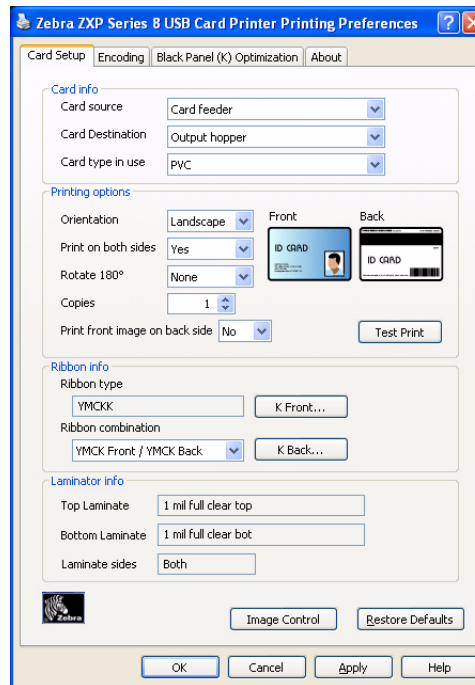 Zebra ZXP Series 8 USB Card Printer Printing Preferences
Card Setup Encoding Black Panel (K) Optimization About
Card info
Card source Card feeder
Card Destination Output hopper
Card type in use PVC
Printing options
Orientation Landscape Front Back
Print on both sides Yes
ID CARD
ID CARD
Rotate 180° None
Copies 1
Print front image on back side No Test Print
Ribbon info
Ribbon type
YMCKK K Front...
Ribbon combination
YMCK Front / YMCK Back K Back...
Laminator info
Top Laminate 1 mil full clear top
Bottom Laminate 1 mil full clear bot
Laminate sides Both
Zebra
Image Control Restore Defaults
OK Cancel Apply Help